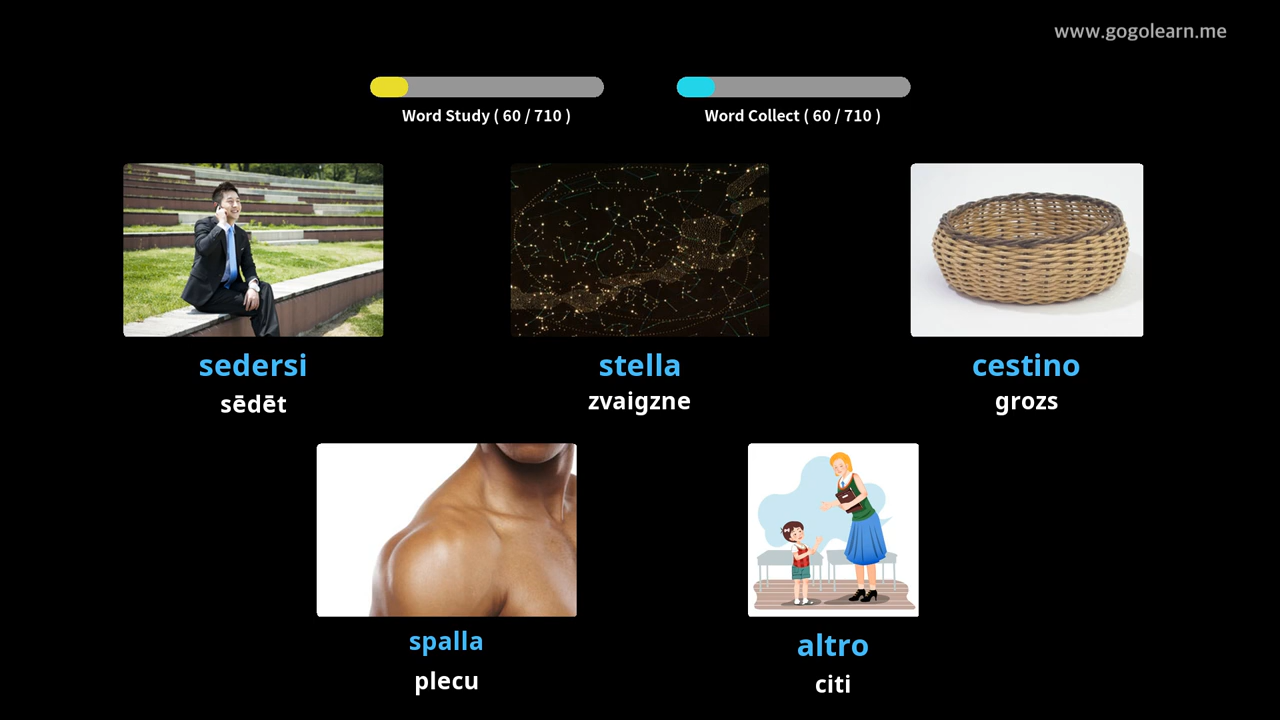 www.gogolearn.me
Word Study ( 60 / 710 )
Word Collect ( 60 / 710 )
sedersi
sēdēt
stella
zvaigzne
cestino
grozs
spalla
plecu
altro
citi